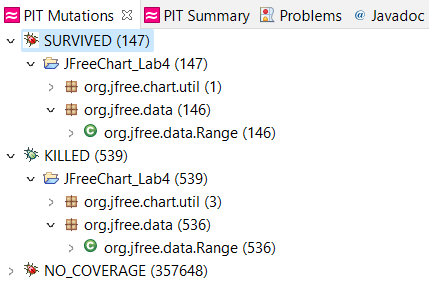 PIT Mutations PIT Summary Problems @ Javadoc
SURVIVED (147)
JFreeChart_Lab4 (147)
org.jfree.chart.util (1)
org.jfree.data (146)
org.jfree.data.Range (146)
KILLED (539)
JFreeChart_Lab4 (539)
org.jfree.chart.util (3)
org.jfree.data (536)
org.jfree.data.Range (536)
NO_COVERAGE (357648)